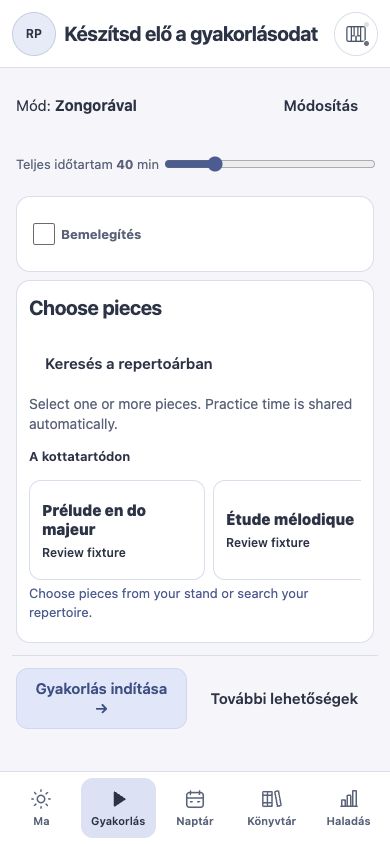 RP
Készítsd elő a gyakorlásodat
Mód: Zongorával
Módosítás
Teljes időtartam 40 min
Bemelegítés
Choose pieces
Keresés a repertoárban
Select one or more pieces. Practice time is shared
automatically.
A kottatartódon
Prélude en do
majeur
Review fixture
Étude mélodique
Review fixture
Choose pieces from your stand or search your
repertoire.
Gyakorlás indítása
→
További lehetőségek
Ma
Gyakorlás
Naptár
Könyvtár
Haladás